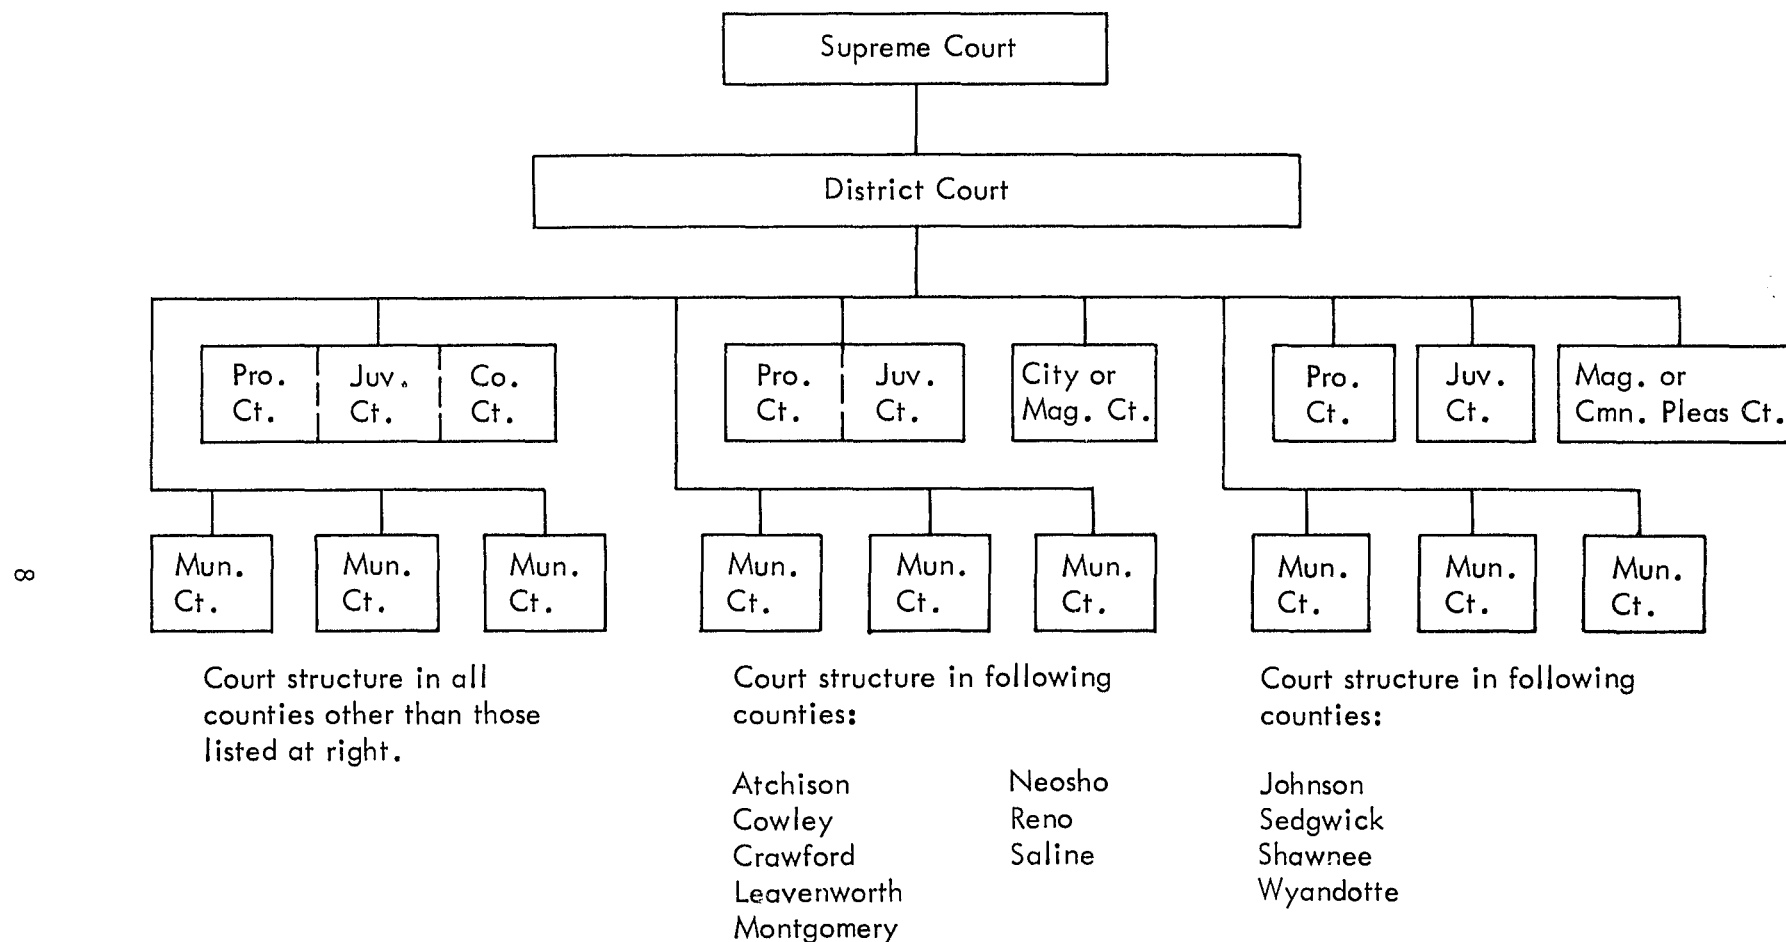 Supreme Court
District Court
Pro.
Ct.
Juv.
Ct.
Co.
Ct.
Pro.
Ct.
Juv.
Ct.
City or
Mag. Ct.
Pro.
Ct.
Juv.
Ct.
Mag. or
Cmn. Pleas Ct.
Mun.
Ct.
Mun.
Ct.
Mun.
Ct.
Mun.
Ct.
Mun.
Ct.
Mun.
Ct.
Mun.
Ct.
Mun.
Ct.
Mun.
Ct.
8
Court structure in all
counties other than those
listed at right.
Court structure in following
counties:
Atchison
Cowley
Crawford
Leavenworth
Montgomery
Neosho
Reno
Saline
Court structure in following
counties:
Johnson
Sedgwick
Shawnee
Wyandotte